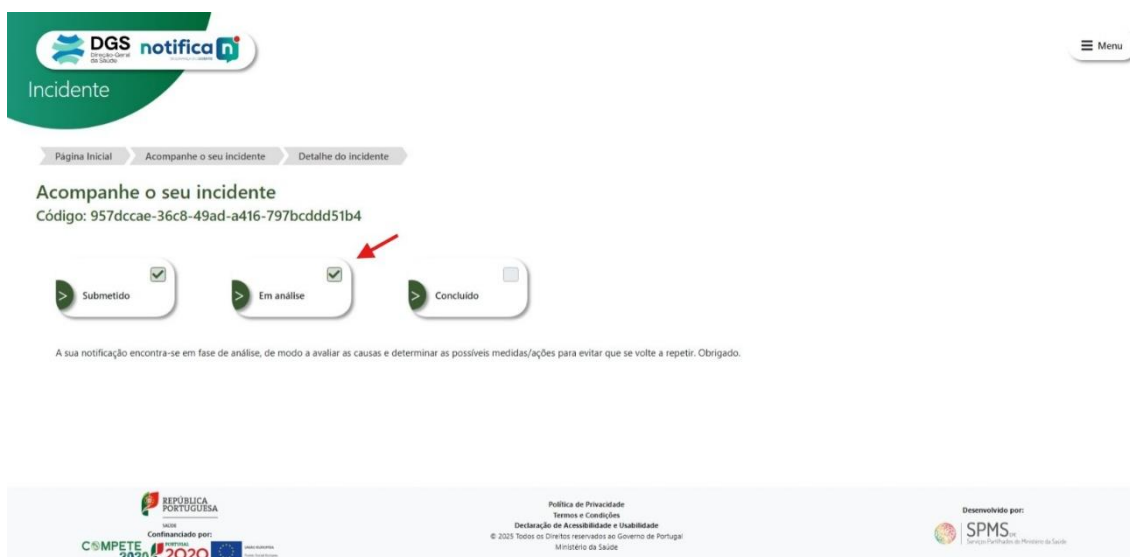 DGS
Direção-Geral
da Saúde
notifica
Menu
Incidente
Página Inicial
Acompanhe o seu incidente
Detalhe do incidente
Acompanhe o seu incidente
Código: 957dccae-36c8-49ad-a416-797bcddd51b4
Submetido
Em análise
Concluído
A sua notificação encontra-se em fase de análise, de modo a avaliar as causas e determinar as possíveis medidas/ações para evitar que se volte a repetir. Obrigado.
REPÚBLICA
PORTUGUESA
SAÚDE
Confinanciado por:
COMPETE
2020
PORTUGAL
2020
UNIÃO EUROPEIA
Política de Privacidade
Termos e Condições
Declaração de Acessibilidade e Usabilidade
© 2025 Todos os Direitos reservados ao Governo de Portugal
Ministério da Saúde
Desenvolvido por:
SPMS
Serviços Partilhados do Ministério da Saúde